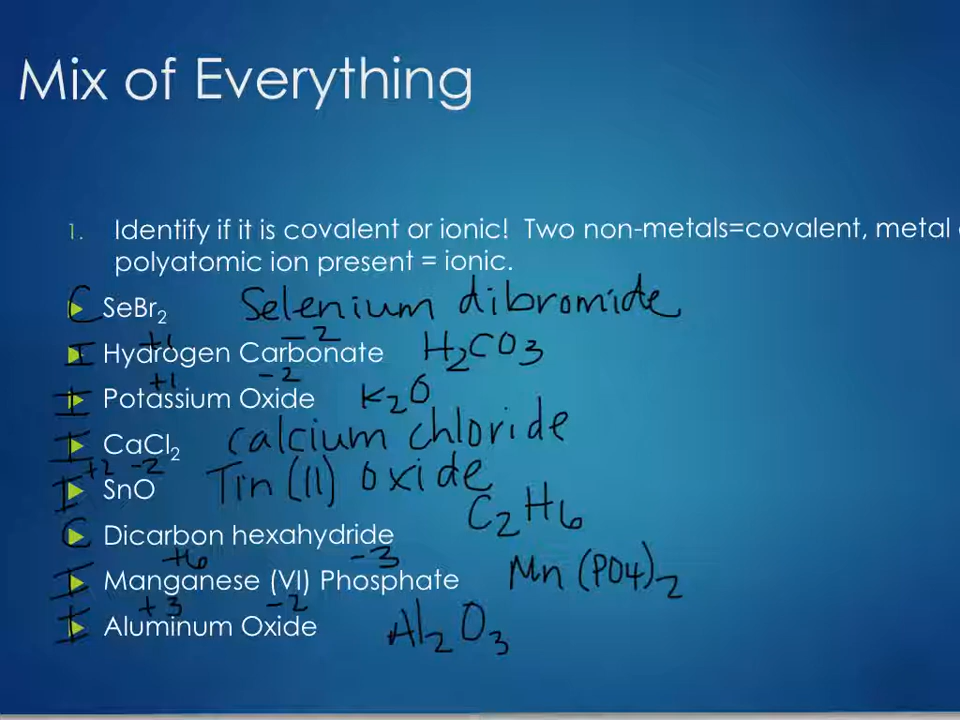 Mix of Everything
1. Identify if it is covalent or ionic! Two non-metals=covalent, metal
polyatomic ion present = ionic.
C SeBr₂ Selenium dibromide
+1 -2
I Hydrogen Carbonate H₂CO₃
+1 -2
I Potassium Oxide K₂O
I CaCl₂ calcium chloride
+2 -2
I SnO Tin (II) oxide
C Dicarbon hexahydride C₂H₆
+6 -3
I Manganese (VI) Phosphate Mn(PO4)₂
+3 -2
I Aluminum Oxide Al₂O₃